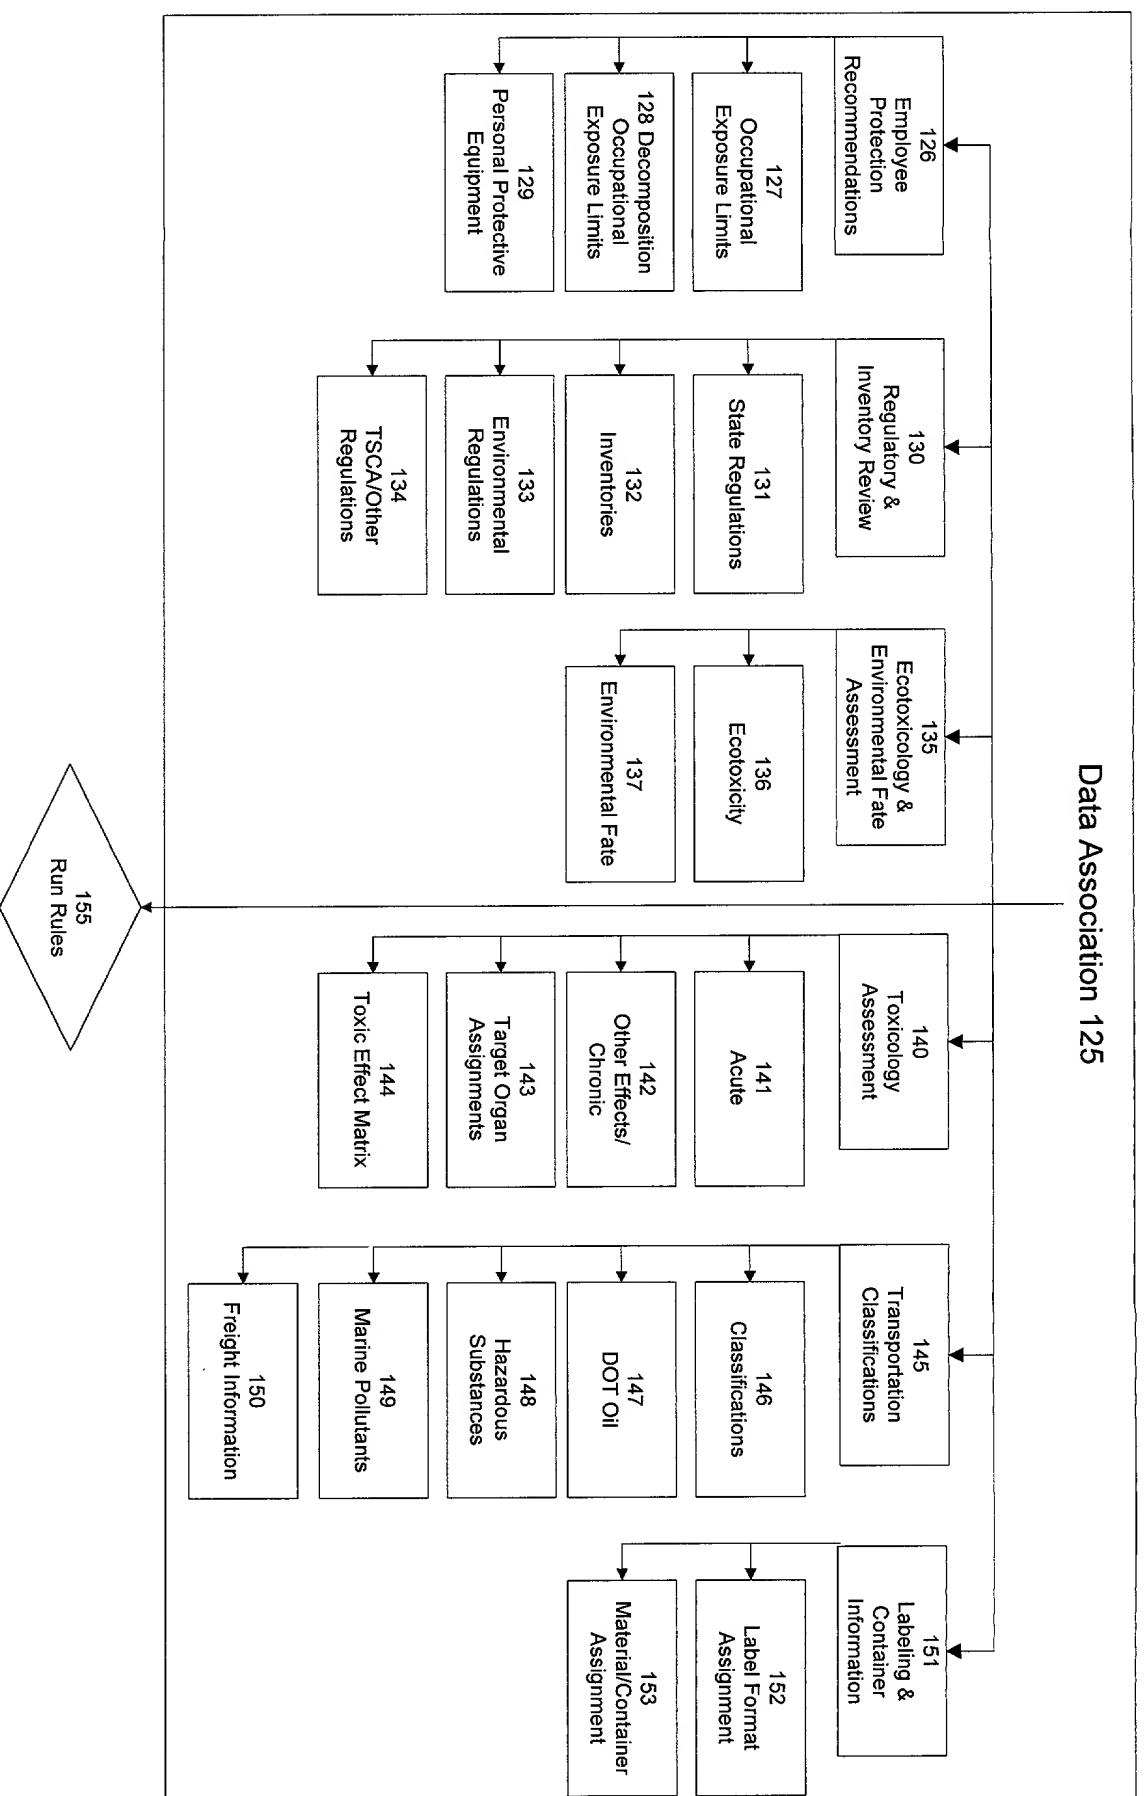 Data Association 125
126
Employee
Protection
Recommendations
127
Occupational
Exposure Limits
128 Decomposition
Occupational
Exposure Limits
129
Personal Protective
Equipment
130
Regulatory &
Inventory Review
131
State Regulations
132
Inventories
133
Environmental
Regulations
134
TSCA/Other
Regulations
135
Ecotoxicology &
Environmental Fate
Assessment
136
Ecotoxicity
137
Environmental Fate
140
Toxicology
Assessment
141
Acute
142
Other Effects/
Chronic
143
Target Organ
Assignments
144
Toxic Effect Matrix
145
Transportation
Classifications
146
Classifications
147
DOT Oil
148
Hazardous
Substances
149
Marine Pollutants
150
Freight Information
151
Labeling &
Container
Information
152
Label Format
Assignment
153
Material/Container
Assignment
155
Run Rules